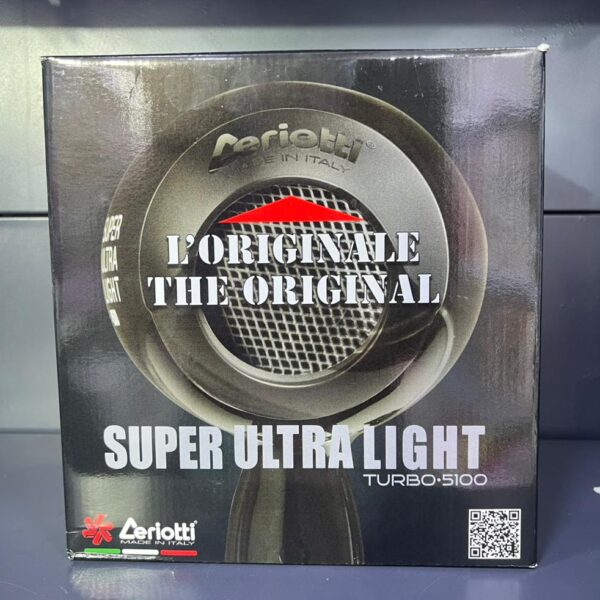 Ceriotti®
MADE IN ITALY
L'ORIGINALE
THE ORIGINAL
SUPER
ULTRA
LIGHT
SUPER ULTRA LIGHT
TURBO•5100
Ceriotti®
MADE IN ITALY